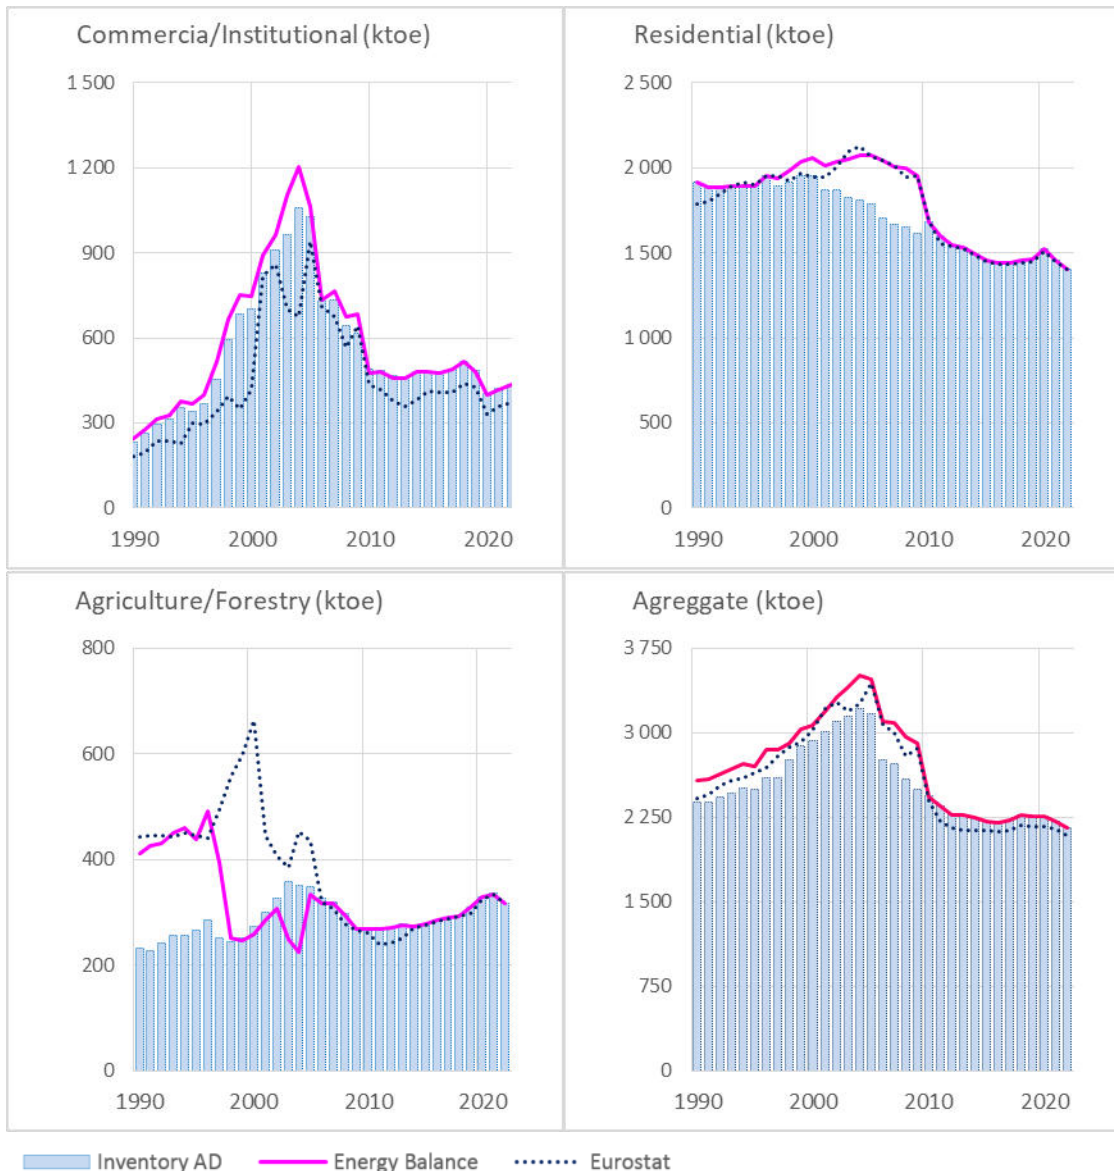 Commercia/Institutional (ktoe)
1 500
1 200
900
600
300
0
1990 2000 2010 2020
Residential (ktoe)
2 500
2 000
1 500
1 000
500
0
1990 2000 2010 2020
Agriculture/Forestry (ktoe)
800
600
400
200
0
1990 2000 2010 2020
Agreggate (ktoe)
3 750
3 000
2 250
1 500
750
0
1990 2000 2010 2020
Inventory AD Energy Balance Eurostat